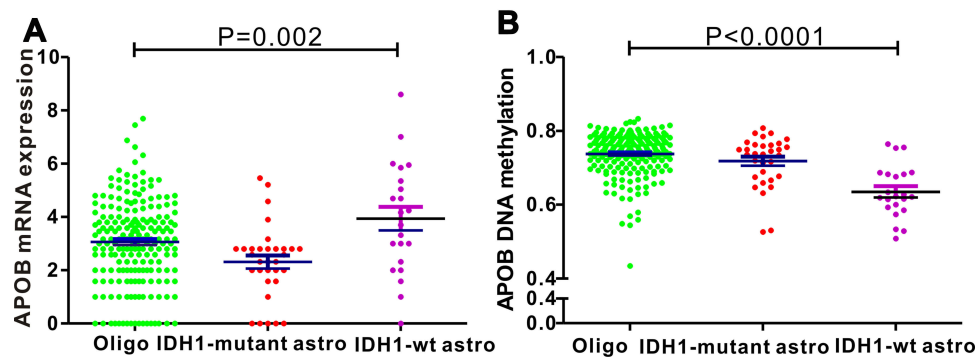 A
P=0.002
APOB mRNA expression
10
8
6
4
2
0
Oligo IDH1-mutant astro IDH1-wt astro
B
P<0.0001
APOB DNA methylation
1.0
0.8
0.6
0.4
0.4
0.0
Oligo IDH1-mutant astro IDH1-wt astro